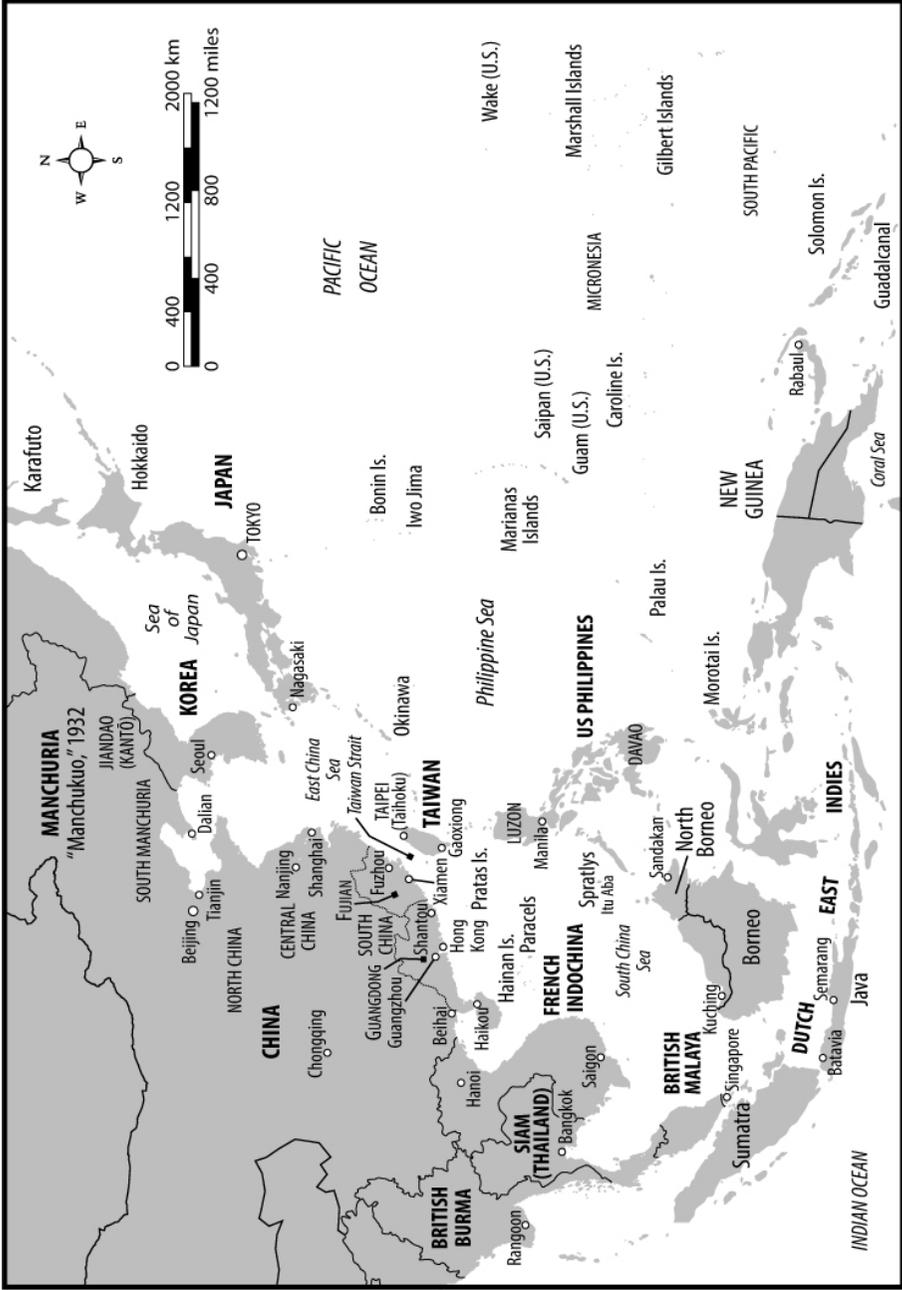 Karafuto
Hokkaido
JAPAN
TOKYO
Sea
of
Japan
MANCHURIA
"Manchukuo," 1932
JIANDAO
(KANTŌ)
KOREA
Seoul
Nagasaki
SOUTH MANCHURIA
Dalian
Beijing
Tianjin
NORTH CHINA
CHINA
Chongqing
CENTRAL
CHINA
Nanjing
Shanghai
East China
Sea
Taiwan Strait
Okinawa
FUJIAN
Fuzhou
TAIPEI
(Taihoku)
TAIWAN
Gaoxiong
Xiamen
SOUTH
CHINA
Shantou
GUANGDONG
Guangzhou
Hong
Kong
Pratas Is.
Beihai
Haikou
Hainan Is.
Paracels
Hanoi
FRENCH
INDOCHINA
Saigon
SIAM
(THAILAND)
Bangkok
BRITISH
BURMA
Rangoon
South China
Sea
Spratlys
Itu Aba
LUZON
Manila
US PHILIPPINES
DAVAO
Philippine Sea
Sandakan
North
Borneo
Borneo
Kuching
BRITISH
MALAYA
Singapore
Sumatra
DUTCH
EAST
INDIES
Batavia
Semarang
Java
INDIAN OCEAN
Morotai Is.
Palau Is.
Bonin Is.
Iwo Jima
Marianas
Islands
Saipan (U.S.)
Guam (U.S.)
Caroline Is.
MICRONESIA
NEW
GUINEA
Rabaul
Coral Sea
Guadalcanal
Solomon Is.
SOUTH PACIFIC
Gilbert Islands
Marshall Islands
Wake (U.S.)
PACIFIC
OCEAN
N
W
E
S
0
400
1200
2000 km
0
400
800
1200 miles